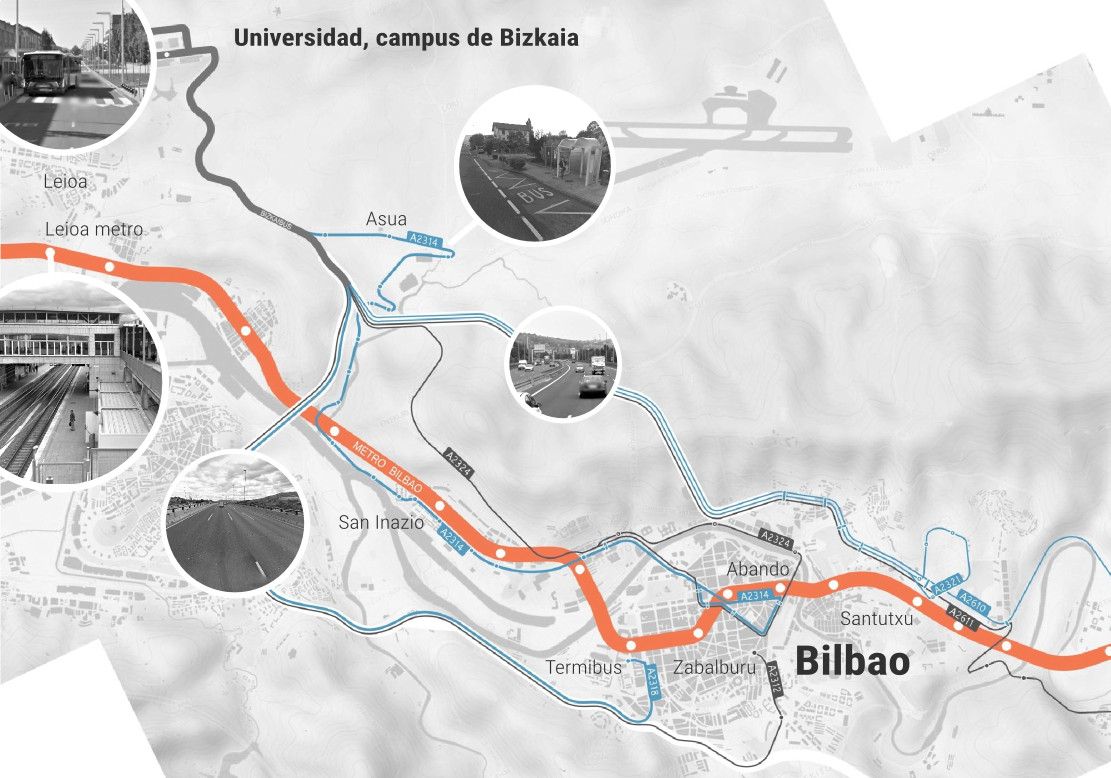 Universidad, campus de Bizkaia
Leioa
Leioa metro
BIZKAIBUS
Asua
A2314
BUS
A2324
METRO BILBAO
San Inazio
A2314
A2324
Abando
A2314
A2321
A2610
A2611
Santutxu
Termibus
Zabalburu
Bilbao
A2318
A2312